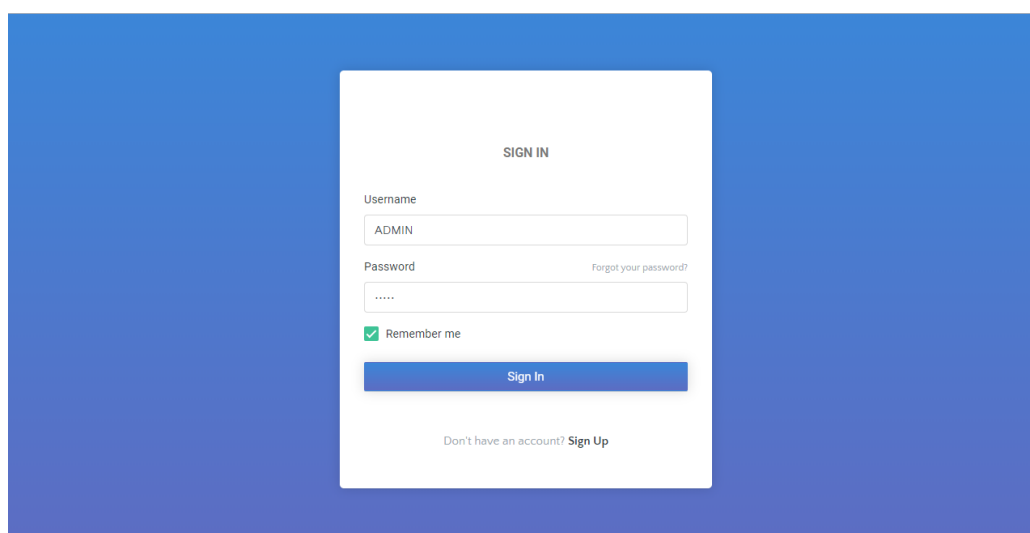 SIGN IN
Username
ADMIN
Password Forgot your password?
•••••
Remember me
Sign In
Don't have an account? Sign Up